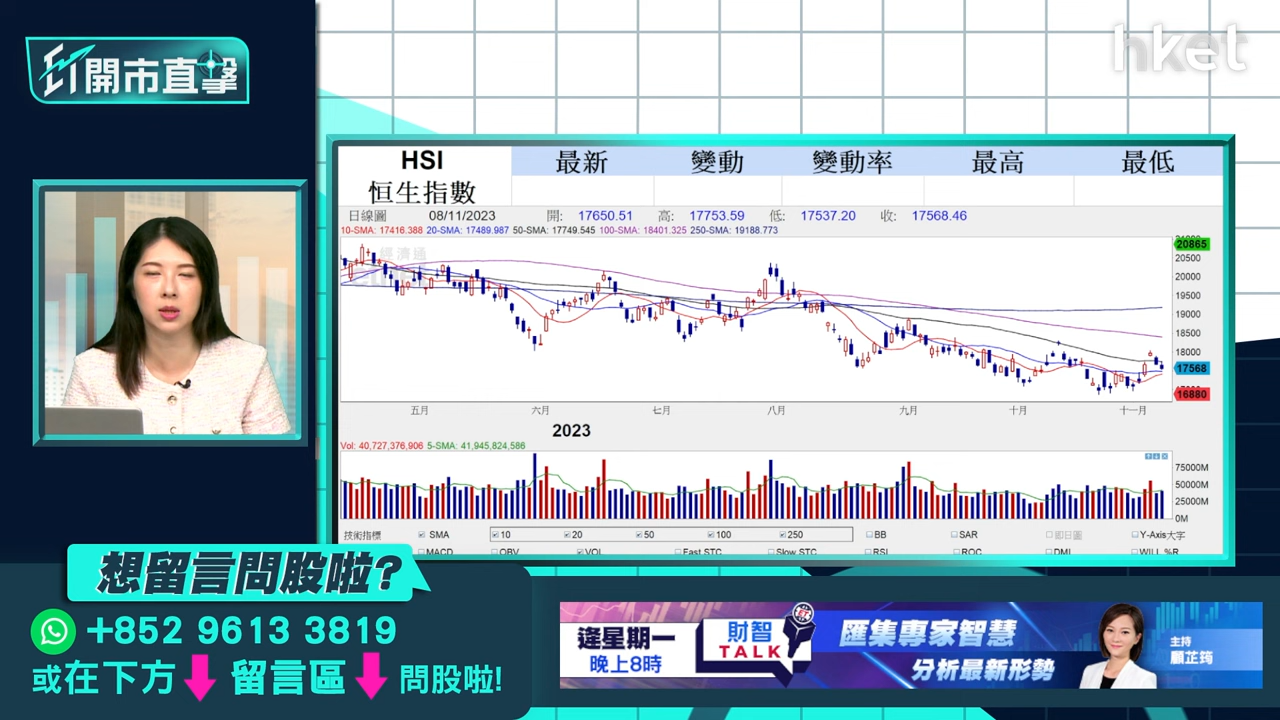 ET開市直擊
hket
HSI 最新 變動 變動率 最高 最低
恒生指數
日線圖 08/11/2023 開: 17650.51 高: 17753.59 低: 17537.20 收: 17568.46
10-SMA: 17416.388 20-SMA: 17489.987 50-SMA: 17749.545 100-SMA: 18401.325 250-SMA: 19188.773
經濟通
20865
20500
20000
19500
19000
18500
18000
17568
16880
五月 六月 七月 八月 九月 十月 十一月
2023
Vol: 40,727,376,906 5-SMA: 41,945,824,586
75000M
50000M
25000M
0M
技術指標 SMA 10 20 50 100 250 BB SAR 即日圖 Y-Axis大字
MACD OBV VOL Fast STC Slow STC RSI ROC DMI WILL %R
想留言問股啦?
+852 9613 3819
或在下方 留言區 問股啦!
逢星期一
晚上8時
財智
TALK
匯集專家智慧
分析最新形勢
主持
顧芷筠